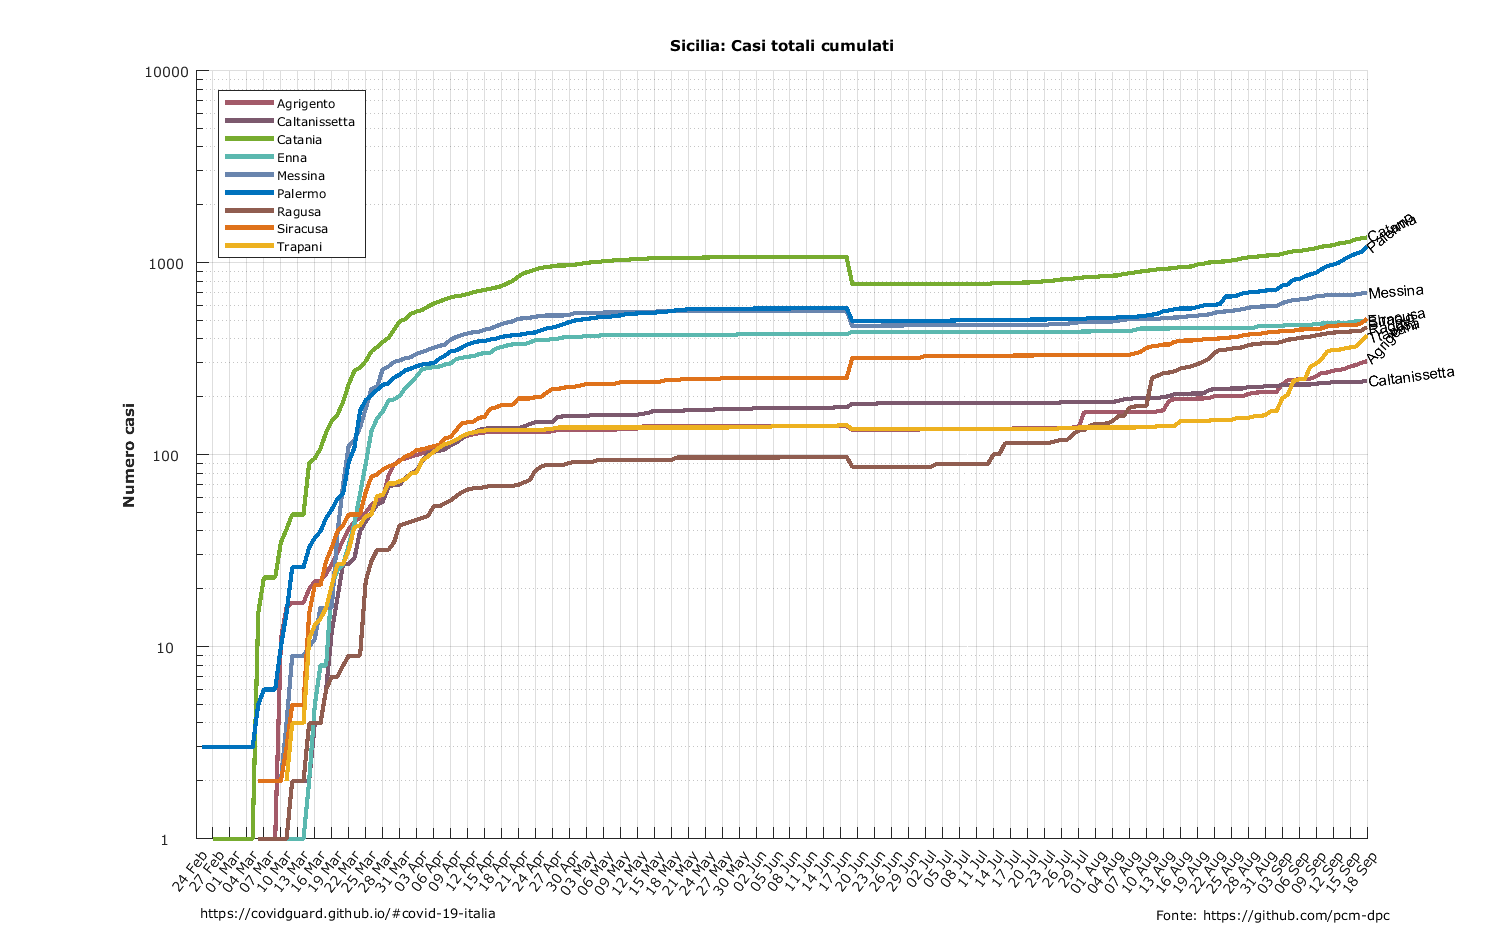 Sicilia: Casi totali cumulati
10000
1000
100
10
1
Numero casi
Agrigento
Caltanissetta
Catania
Enna
Messina
Palermo
Ragusa
Siracusa
Trapani
Catania
Palermo
Messina
Siracusa
Ragusa
Trapani
Agrigento
Caltanissetta
24 Feb
27 Feb
01 Mar
04 Mar
07 Mar
10 Mar
13 Mar
16 Mar
19 Mar
22 Mar
25 Mar
28 Mar
31 Mar
03 Apr
06 Apr
09 Apr
12 Apr
15 Apr
18 Apr
21 Apr
24 Apr
27 Apr
30 Apr
03 May
06 May
09 May
12 May
15 May
18 May
21 May
24 May
27 May
30 May
02 Jun
05 Jun
08 Jun
11 Jun
14 Jun
17 Jun
20 Jun
23 Jun
26 Jun
29 Jun
02 Jul
05 Jul
08 Jul
11 Jul
14 Jul
17 Jul
20 Jul
23 Jul
26 Jul
29 Jul
01 Aug
04 Aug
07 Aug
10 Aug
13 Aug
16 Aug
19 Aug
22 Aug
25 Aug
28 Aug
31 Aug
03 Sep
06 Sep
09 Sep
12 Sep
15 Sep
18 Sep
https://covidguard.github.io/#covid-19-italia
Fonte: https://github.com/pcm-dpc